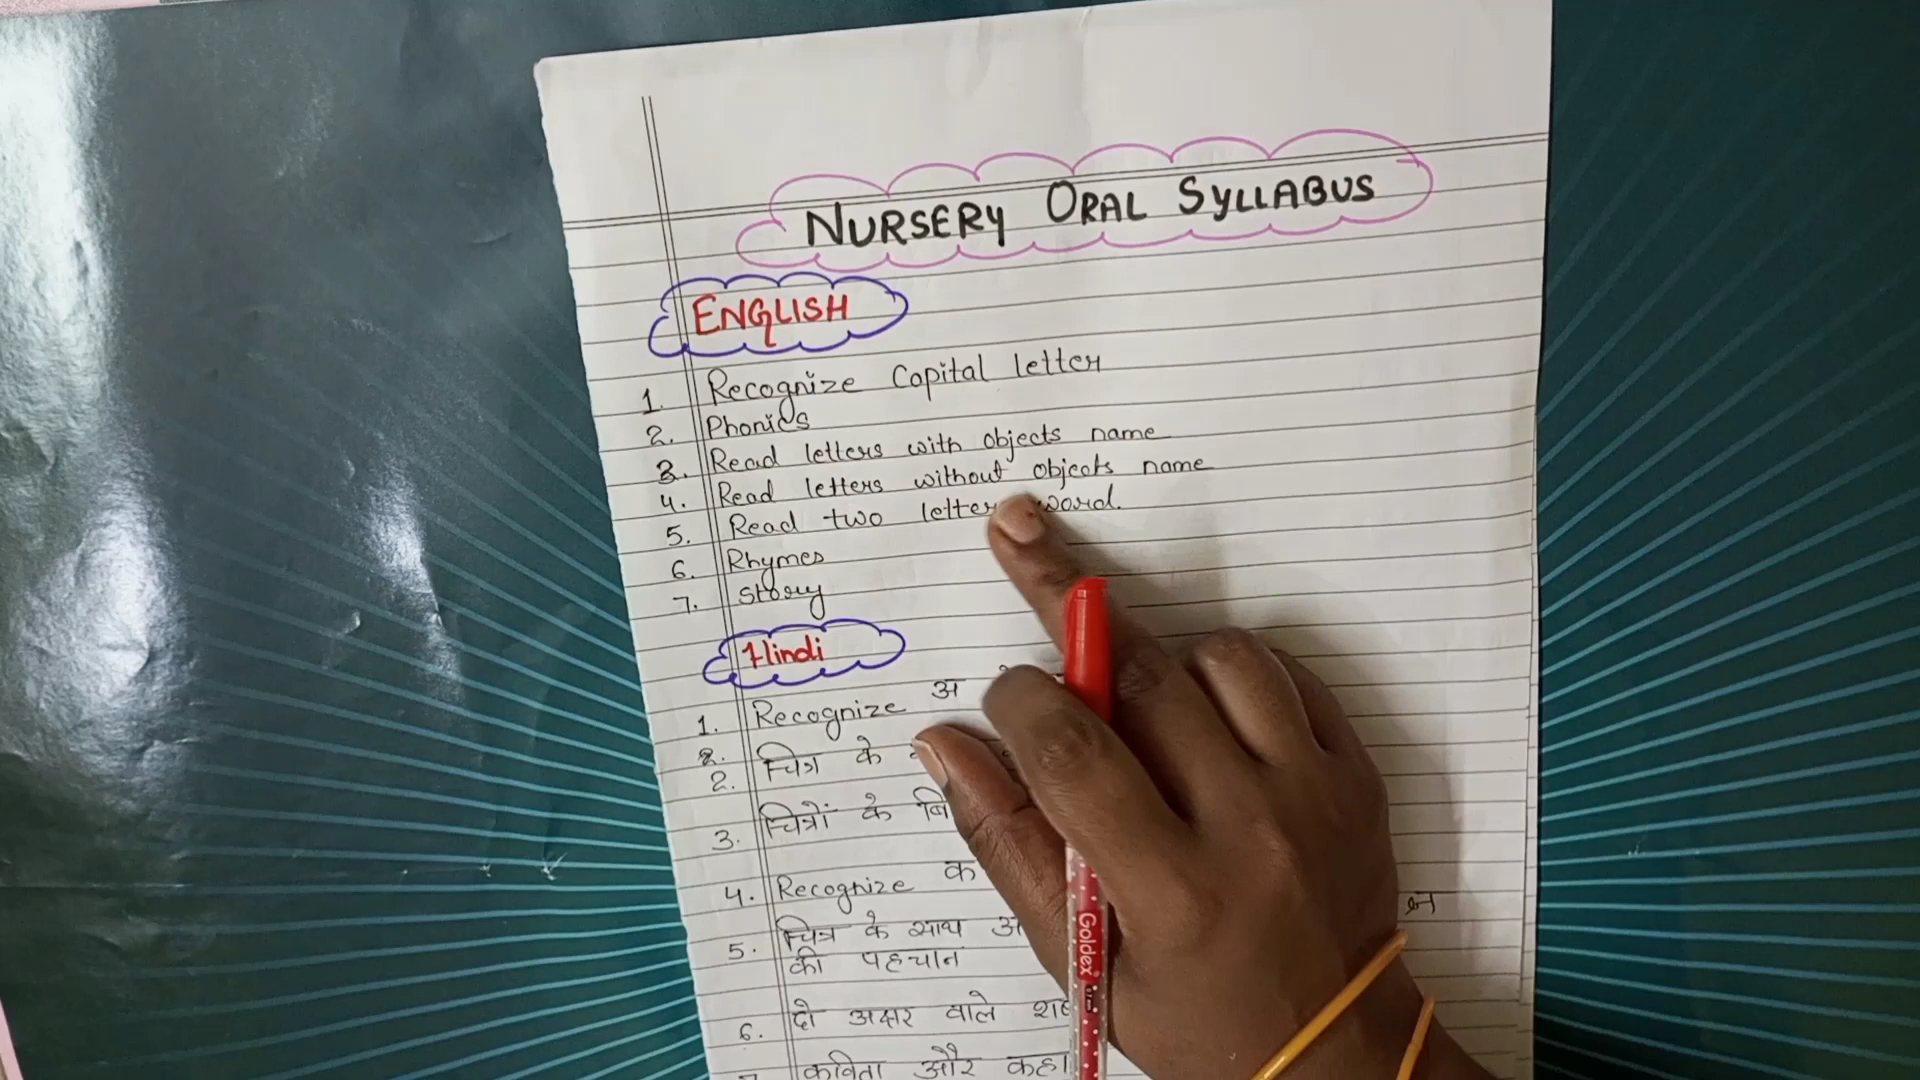 NURSERY ORAL SYLLABUS
ENGLISH
1. Recognize Capital letter
2. Phonics
3. Read letters with objects name
4. Read letters without objects name
5. Read two letter word.
6. Rhymes
7. Story
Hindi
1. Recognize अ
2. चित्र के
3. चित्रों के
4. Recognize क
5. चित्र के साथ
की पहचान
6. दो अक्षर वाले
कविता और
Goldex